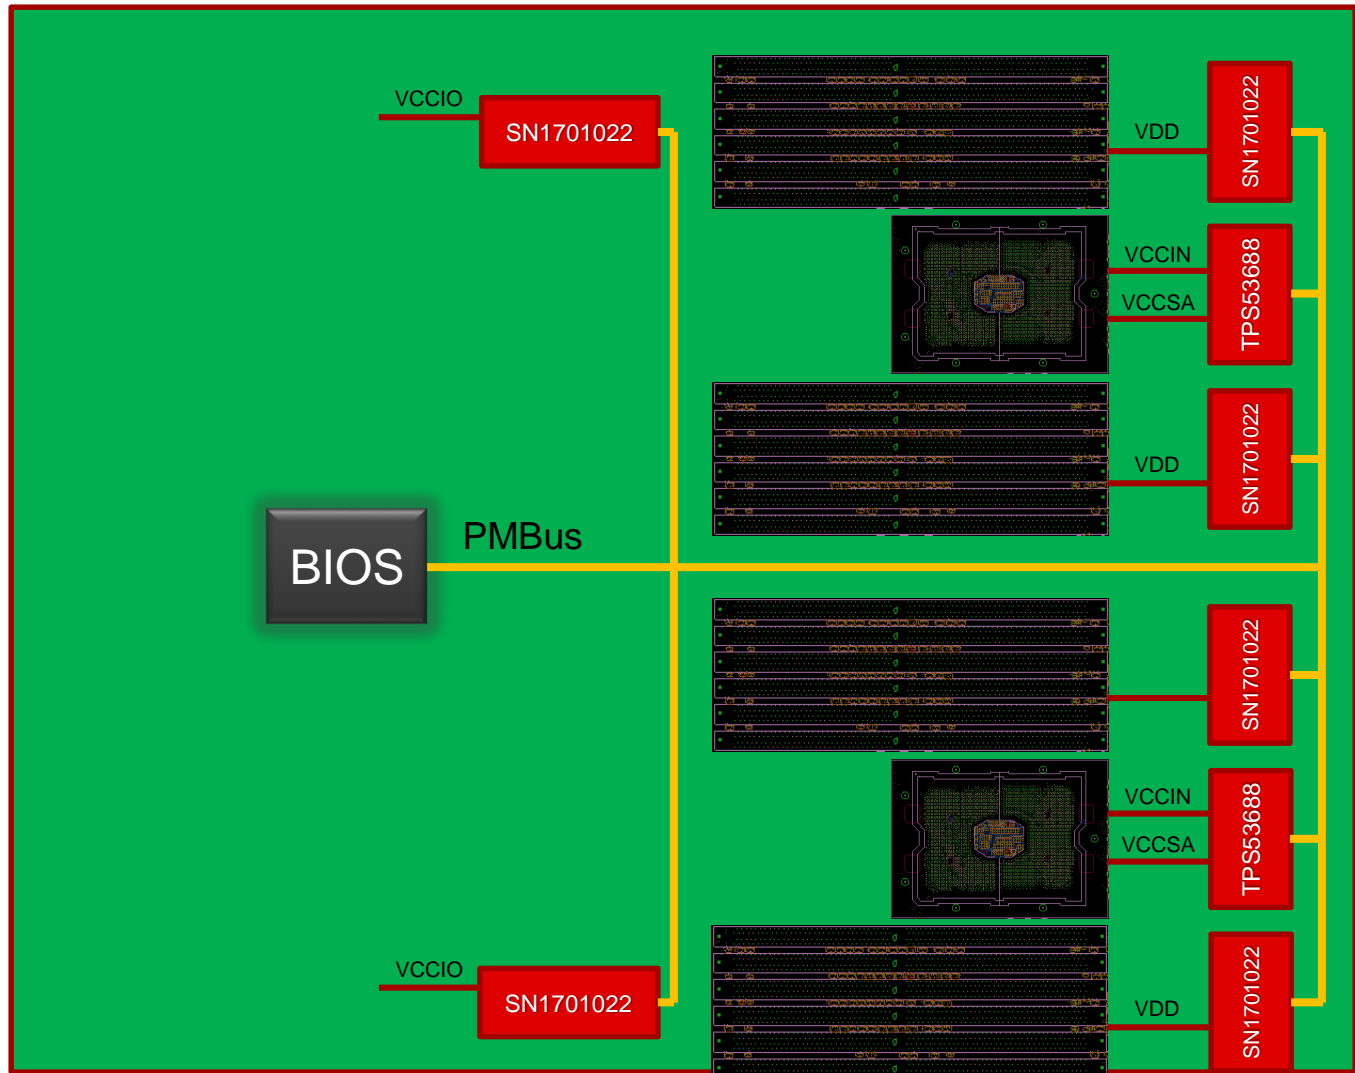 VCCIO
SN1701022
VDD
SN1701022
VCCIN
VCCSA
TPS53688
VDD
SN1701022
BIOS
PMBus
SN1701022
VCCIN
VCCSA
TPS53688
VCCIO
SN1701022
VDD
SN1701022